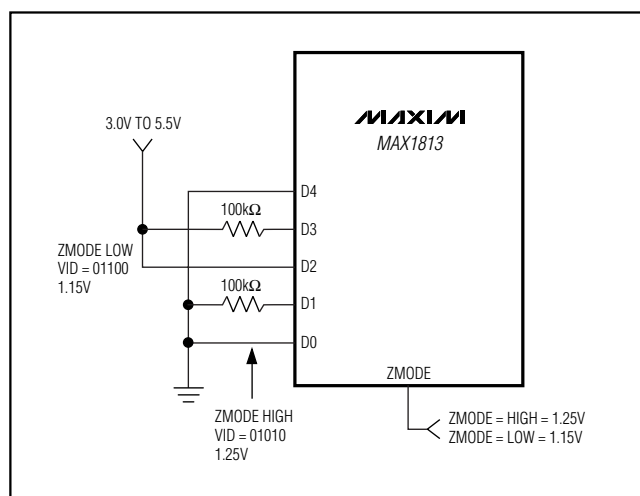 MAXIM
MAX1813
3.0V TO 5.5V
D4
100kΩ
D3
ZMODE LOW
VID = 01100
1.15V
D2
100kΩ
D1
D0
ZMODE
ZMODE HIGH
VID = 01010
1.25V
ZMODE = HIGH = 1.25V
ZMODE = LOW = 1.15V